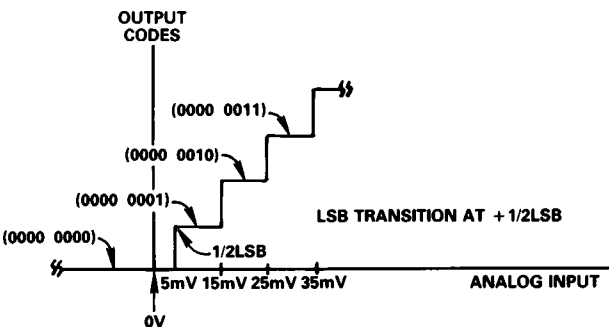 OUTPUT
CODES
(0000 0011)
(0000 0010)
(0000 0001)
LSB TRANSITION AT + 1/2LSB
(0000 0000)
1/2LSB
5mV 15mV 25mV 35mV
ANALOG INPUT
0V